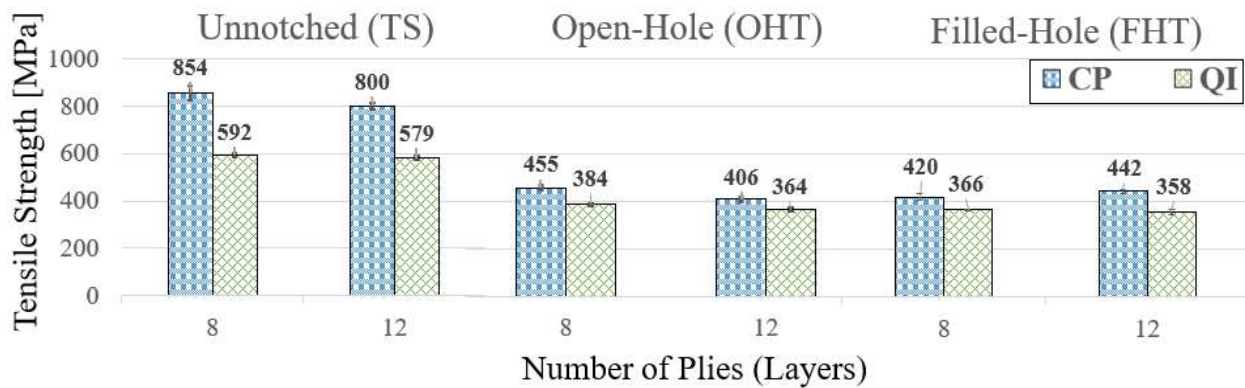 Unnotched (TS) Open-Hole (OHT) Filled-Hole (FHT)
Tensile Strength [MPa]
1000
800
600
400
200
0
CP QI
854 592 800 579 455 384 406 364 420 366 442 358
8 12 8 12 8 12
Number of Plies (Layers)